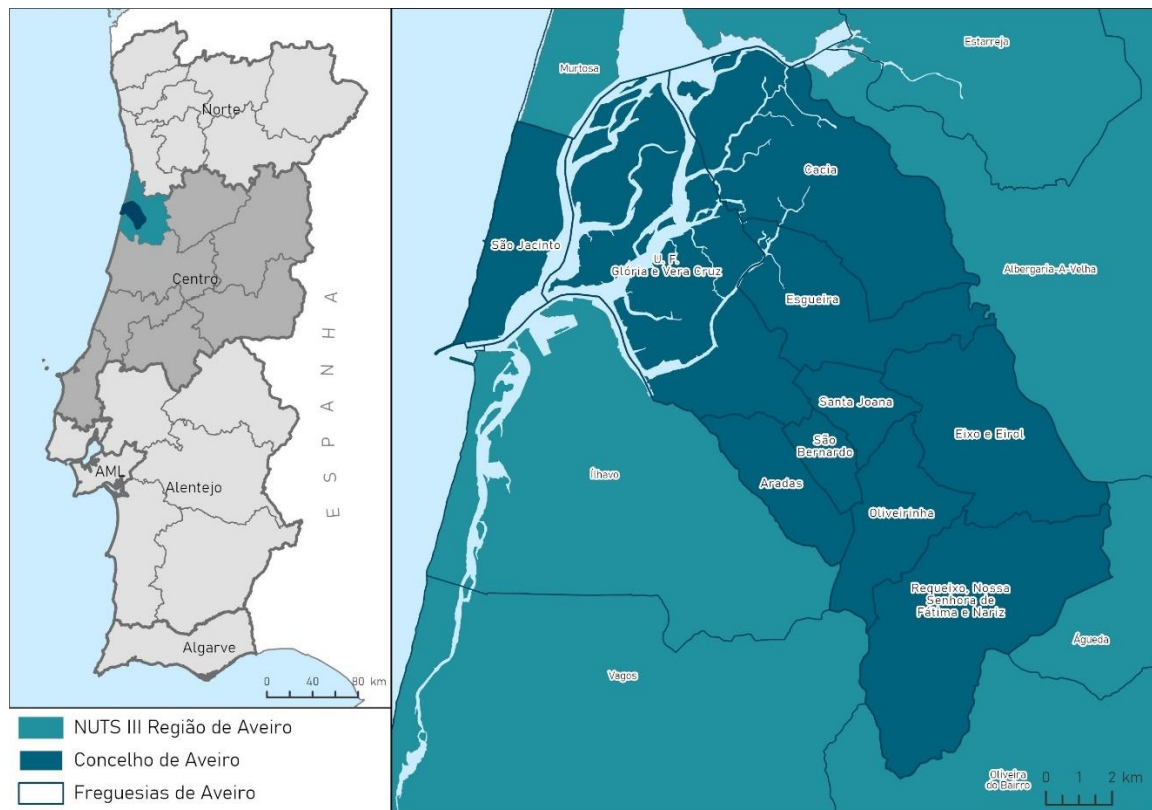 Norte
Centro
ESPANHA
AML
Alentejo
Algarve
0 40 80 km
NUTS III Região de Aveiro
Concelho de Aveiro
Freguesias de Aveiro
Murtosa
Estarreja
Cacia
São Jacinto
U. F.
Glória e Vera Cruz
Albergaria-A-Velha
Esgueira
Santa Joana
São
Bernardo
Eixo e Eirol
Ílhavo
Aradas
Oliveirinha
Requeixo, Nossa
Senhora de
Fátima e Nariz
Águeda
Vagos
Oliveira
do Bairro
0 1 2 km